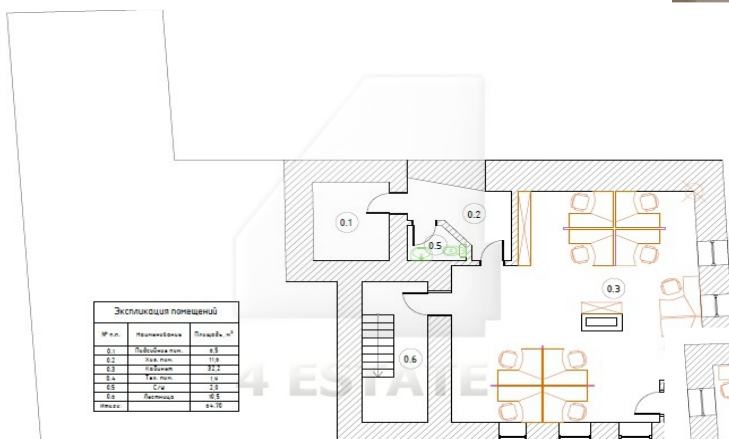 0.1
0.2
0.5
0.3
0.6
4 ESTATE
Экспликация помещений
№ п.п. Наименование Площадь, м²
0.1 Подсобное пом. 6,5
0.2 Хоз. пом. 11,6
0.3 Кабинет 32,2
0.4 Тех. пом.
0.5 С/у 2,0
0.6 Лестница 10,5
Итого: 64,70